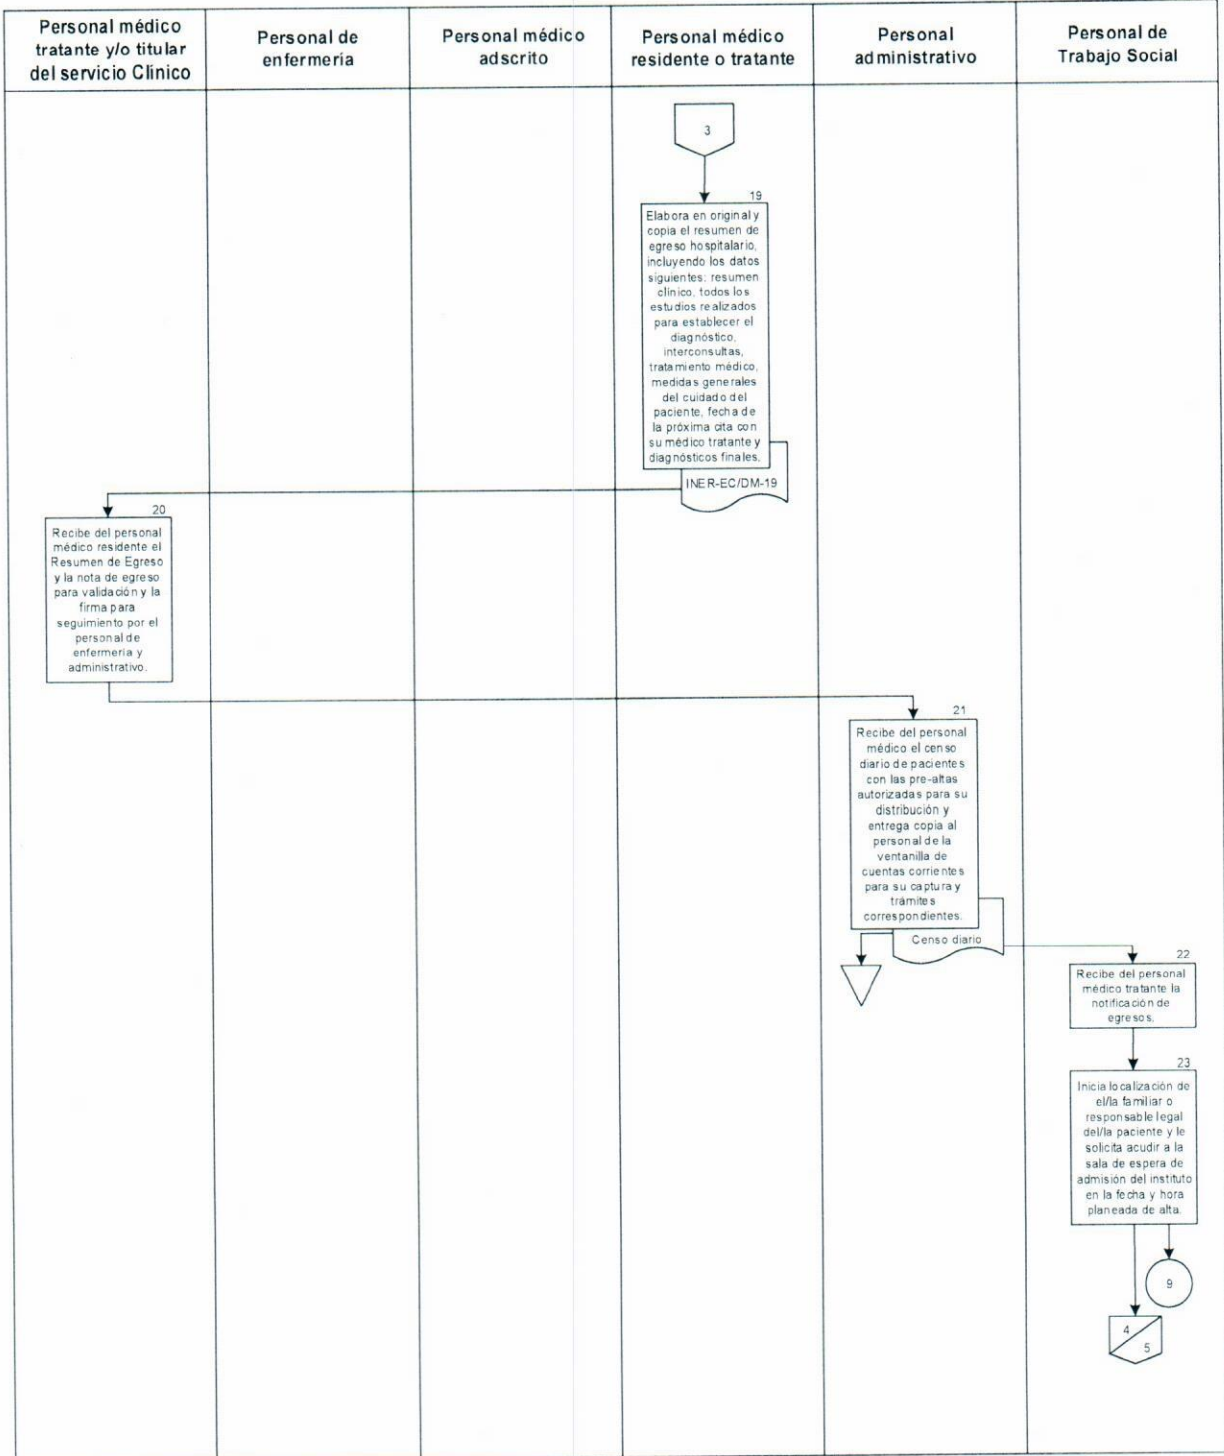 Personal médico
tratante y/o titular
del servicio Clínico
Personal de
enfermería
Personal médico
adscrito
Personal médico
residente o tratante
Personal
administrativo
Personal de
Trabajo Social
3
19
Elabora en original y
copia el resumen de
egreso hospitalario,
incluyendo los datos
siguientes: resumen
clínico, todos los
estudios realizados
para establecer el
diagnóstico,
interconsultas,
tratamiento médico,
medidas generales
del cuidado del
paciente, fecha de
la próxima cita con
su médico tratante y
diagnósticos finales.
INER-EC/DM-19
20
Recibe del personal
médico residente el
Resumen de Egreso
y la nota de egreso
para validación y la
firma para
seguimiento por el
personal de
enfermería y
administrativo.
21
Recibe del personal
médico el censo
diario de pacientes
con las pre-altas
autorizadas para su
distribución y
entrega copia al
personal de la
ventanilla de
cuentas corrientes
para su captura y
trámites
correspondientes.
Censo diario
22
Recibe del personal
médico tratante la
notificación de
egresos.
23
Inicia localización de
el/la familiar o
responsable legal
del/la paciente y le
solicita acudir a la
sala de espera de
admisión del instituto
en la fecha y hora
planeada de alta.
9
4
5